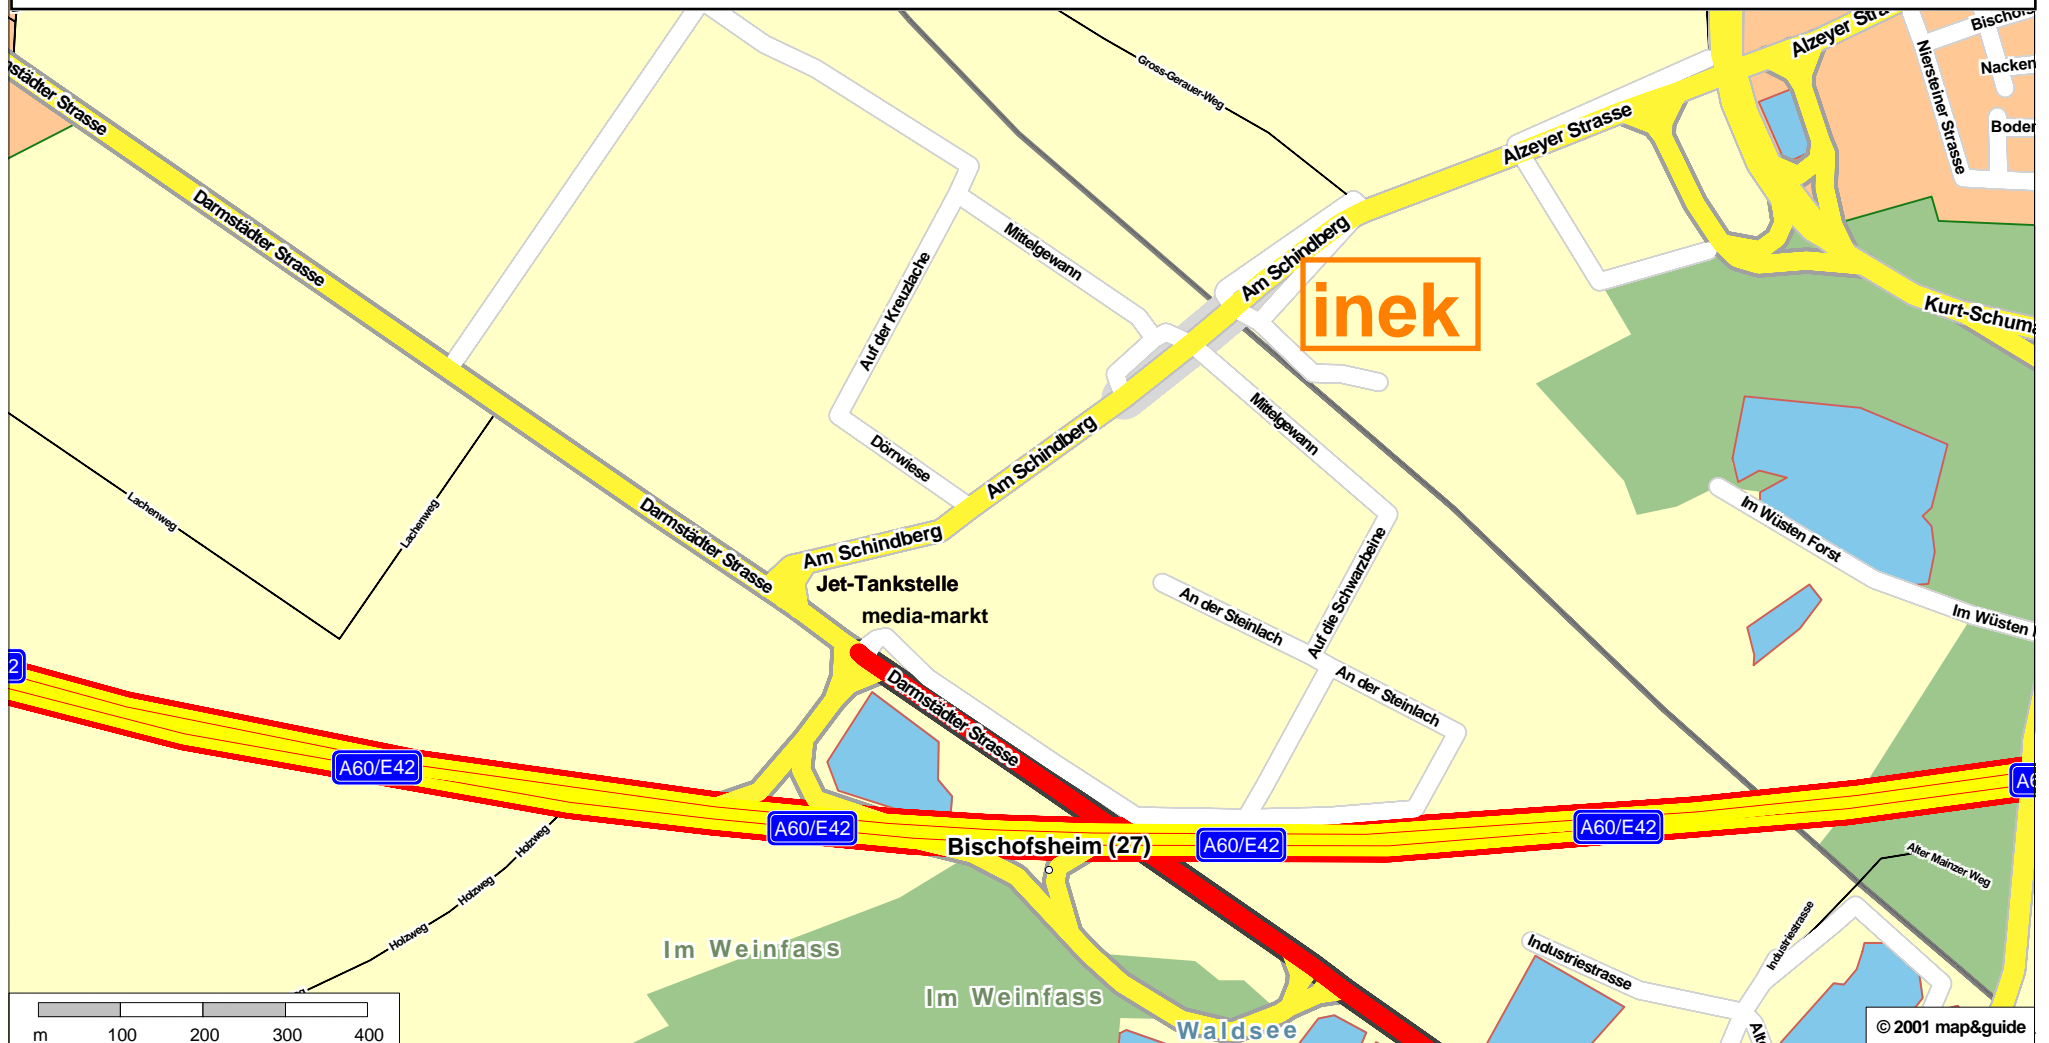 Alzeyer Stra
Bischofs
Gross-Gerauer-Weg
Nacken
Niersteiner Strasse
städter Strasse
Alzeyer Strasse
Boden
Darmstädter Strasse
Mittelgewann
Am Schindberg
Auf der Kreuzlache
inek
Kurt-Schuma
Mittelgewann
Am Schindberg
Dörrwiese
Lachenweg
Lachenweg
Darmstädter Strasse
Im Wüsten Forst
Am Schindberg
Auf die Schwarzbeine
Jet-Tankstelle
media-markt
An der Steinlach
Im Wüsten
2
Darmstädter Strasse
An der Steinlach
A60/E42
A6
A60/E42
A60/E42
A60/E42
Bischofsheim (27)
Holzweg
Alter Mainzer Weg
Holzweg
Holzweg
Industriestrasse
Im Weinfass
Industriestrasse
Im Weinfass
Waldsee
Alte
m 100 200 300 400
© 2001 map&guide